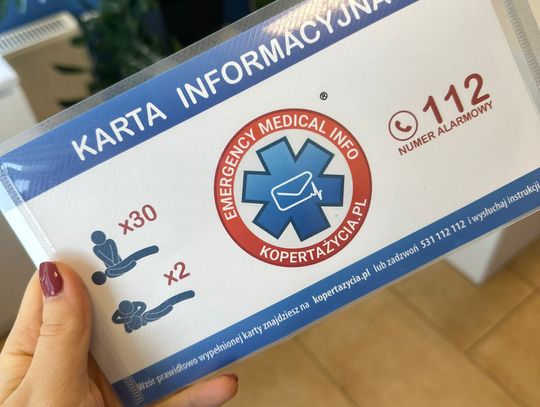 KARTA INFORMACYJNA
®
EMERGENCY MEDICAL INFO
KOPERTAZYCIA.PL
112
NUMER ALARMOWY
x30
x2
Wzór prawidłowo wypełnionej karty znajdziesz na kopertazycia.pl lub zadzwoń 531 112 112 i wysłuchaj instrukcji